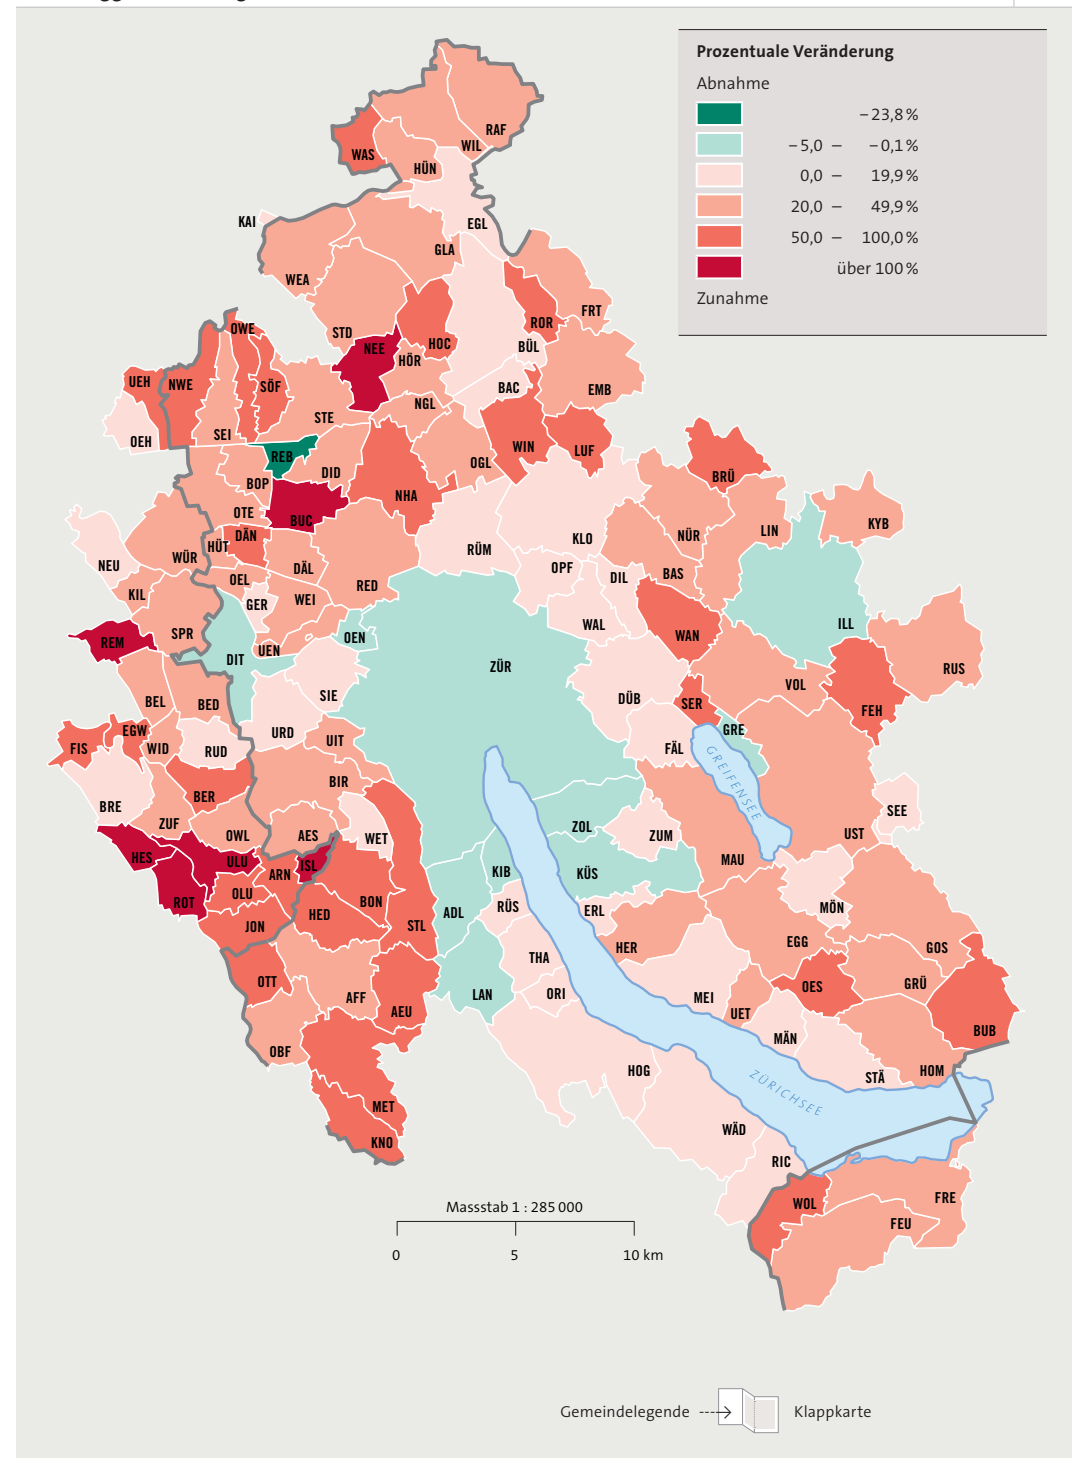 Prozentuale Veränderung
Abnahme
–23,8 %
–5,0 – –0,1 %
0,0 – 19,9 %
20,0 – 49,9 %
50,0 – 100,0 %
über 100 %
Zunahme
RAF
WIL
WAS
HÜN
KAI
EGL
GLA
WEA
FRT
ROR
OWE
STD
NEE
HOC
BÜL
HÖR
UEH
NWE
SÖF
BAC
EMB
NGL
STE
SEI
OEH
WIN
LUF
REB
DID
OGL
BRÜ
BOP
NHA
OTE
BUC
KYB
LIN
DÄN
NÜR
KLO
HÜT
RÜM
WÜR
NEU
DÄL
OPF
BAS
DIL
OEL
RED
KIL
GER
WEI
WAL
ILL
SPR
OEN
WAN
REM
UEN
DIT
ZÜR
RUS
VOL
SIE
DÜB
BEL
BED
SER
FEH
EGW
URD
GRE
UIT
FIS
WID
RUD
FÄL
GREIFENSEE
BIR
BER
BRE
SEE
ZUF
ZOL
OWL
AES
WET
ZUM
UST
HES
ULU
ISL
MAU
ARN
KIB
KÜS
OLU
ROT
BON
RÜS
MÖN
HED
ADL
ERL
JON
STL
EGG
HER
GOS
THA
OTT
GRÜ
OES
LAN
ORI
AFF
MEI
AEU
UET
BUB
MÄN
OBF
HOG
STÄ
HOM
ZÜRICHSEE
MET
WÄD
KNO
RIC
FRE
WOL
FEU
Massstab 1 : 285 000
0 5 10 km
Gemeindelegende Klappkarte